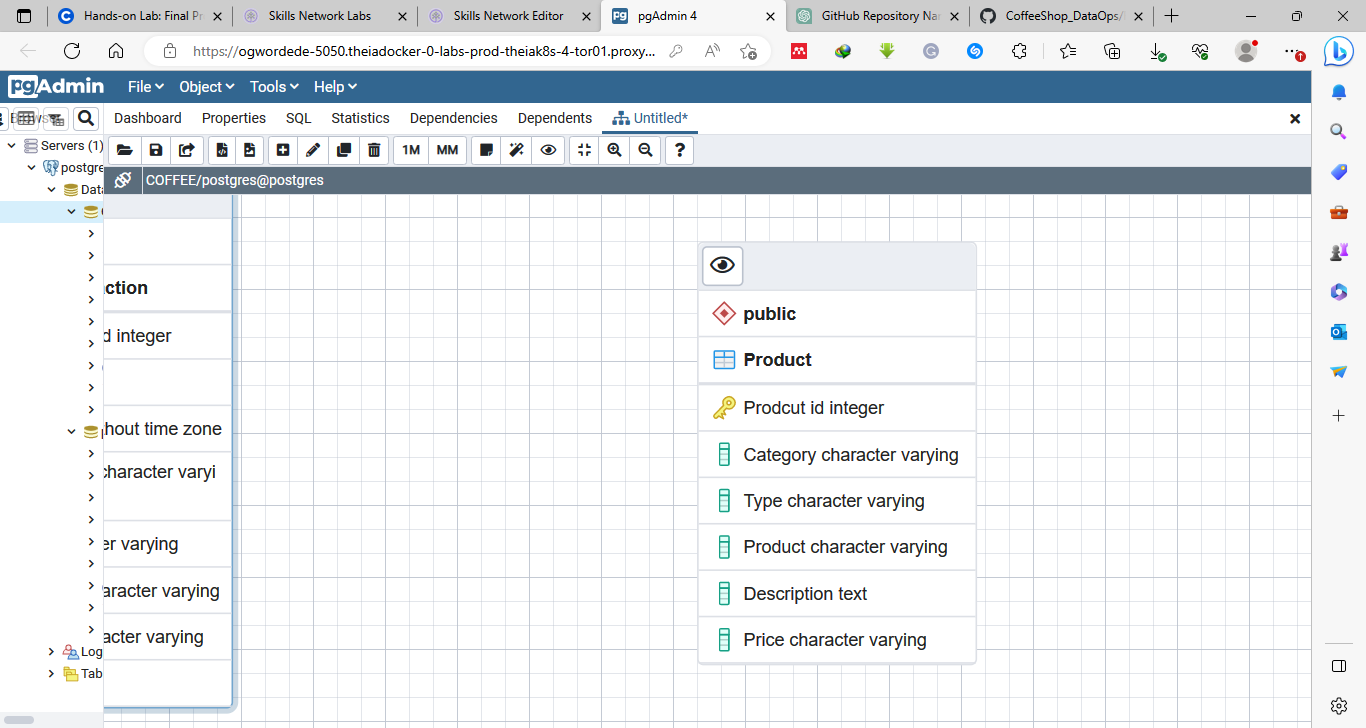 Hands-on Lab: Final Pr
Skills Network Labs
Skills Network Editor
pgAdmin 4
GitHub Repository Na
CoffeeShop_DataOps/
https://ogwordede-5050.theiadocker-0-labs-prod-theiak8s-4-tor01.proxy...
pgAdmin
File
Object
Tools
Help
Dashboard
Properties
SQL
Statistics
Dependencies
Dependents
Untitled*
Servers (1)
postgre
Data
Log
Tab
1M
MM
?
COFFEE/postgres@postgres
ction
d integer
hout time zone
character varyi
er varying
aracter varying
acter varying
public
Product
Prodcut id integer
Category character varying
Type character varying
Product character varying
Description text
Price character varying